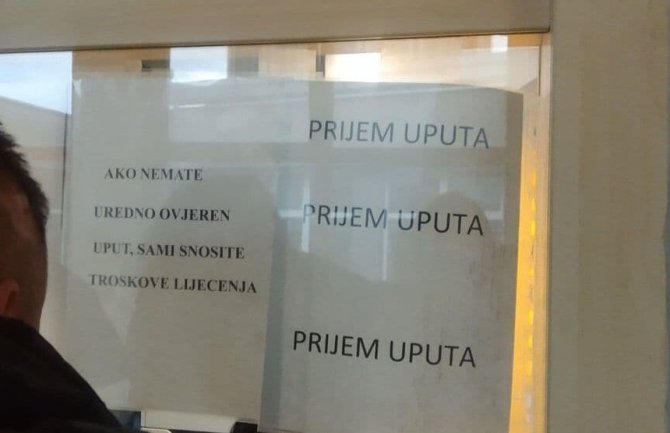 AKO NEMATE
UREDNO OVJEREN
UPUT, SAMI SNOSITE
TROSKOVE LIJECENJA
PRIJEM UPUTA
PRIJEM UPUTA
PRIJEM UPUTA